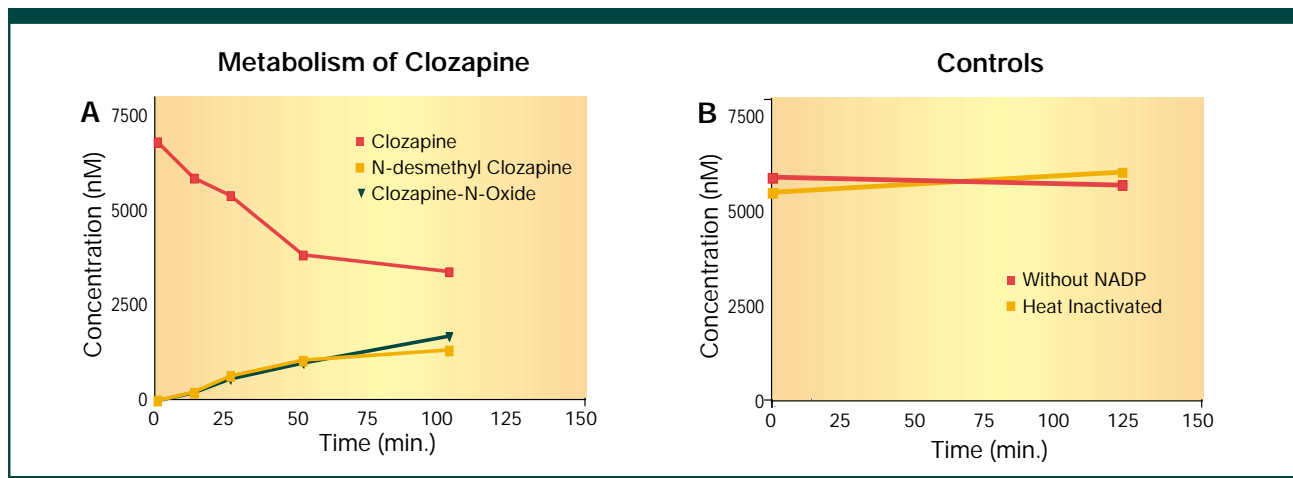 Metabolism of Clozapine
A
Concentration (nM)
7500
5000
2500
0
Clozapine
N-desmethyl Clozapine
Clozapine-N-Oxide
0 25 50 75 100 125 150
Time (min.)
Controls
B
Concentration (nM)
7500
5000
2500
0
Without NADP
Heat Inactivated
0 25 50 75 100 125 150
Time (min.)